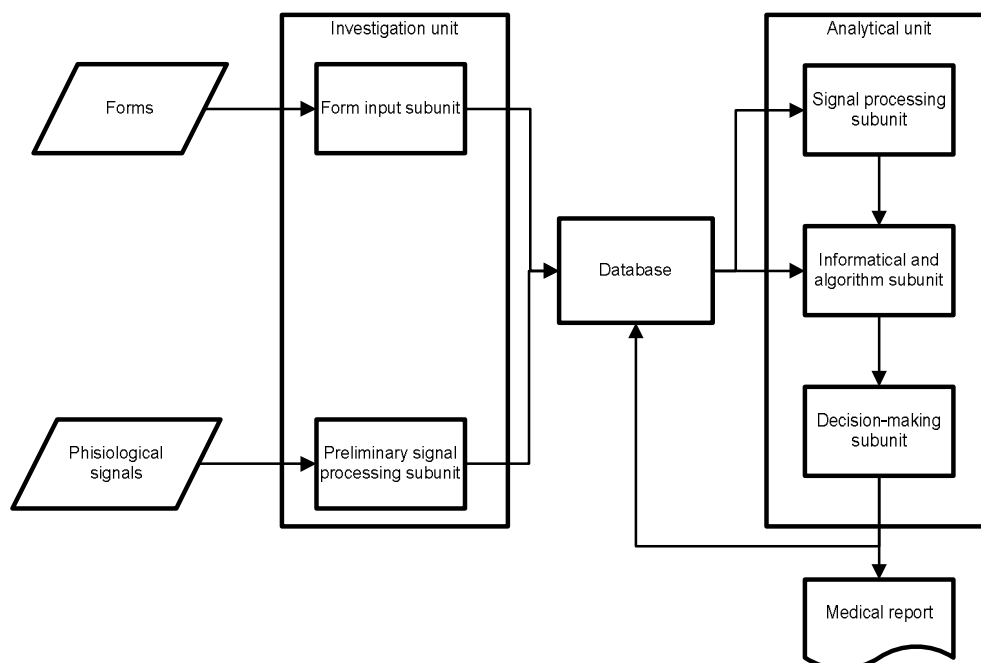 Investigation unit
Analytical unit
Forms
Form input subunit
Signal processing
subunit
Database
Informatical and
algorithm subunit
Phisiological
signals
Preliminary signal
processing subunit
Decision-making
subunit
Medical report